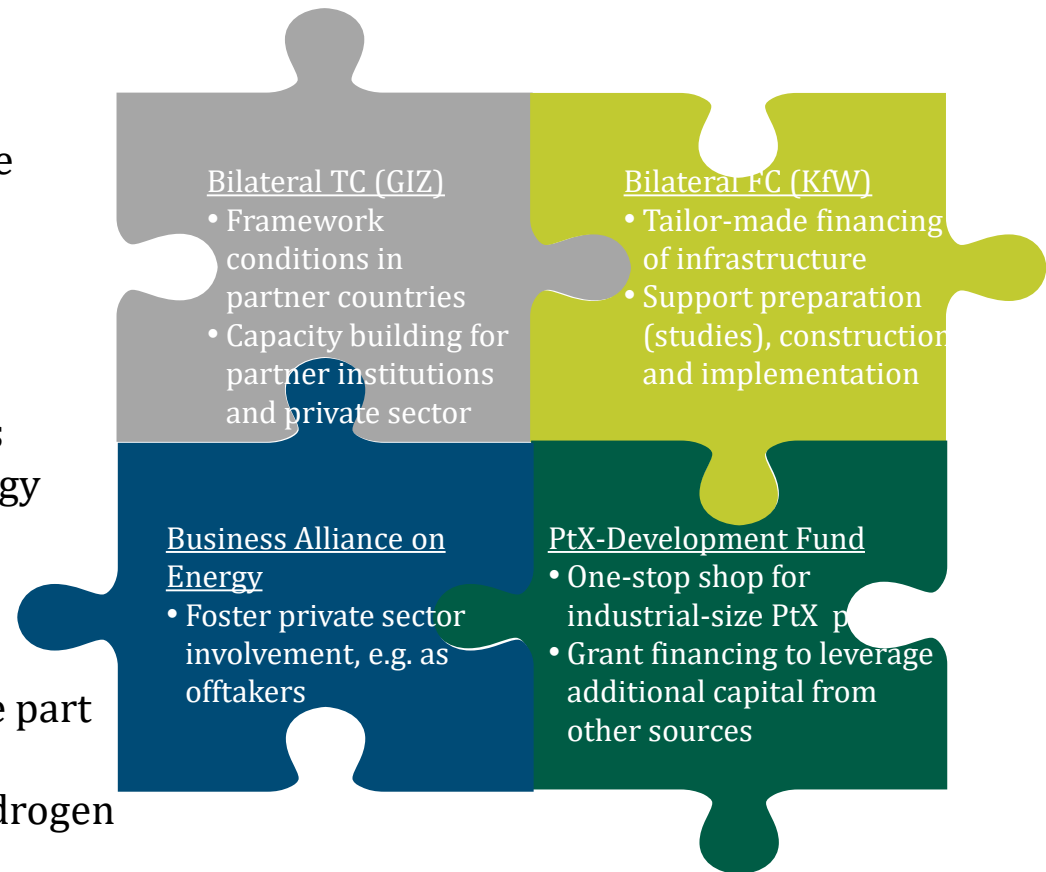 e
s
gy
e part
drogen
Bilateral TC (GIZ)
• Framework
conditions in
partner countries
• Capacity building for
partner institutions
and private sector
Bilateral FC (KfW)
• Tailor-made financing
of infrastructure
• Support preparation
(studies), construction
and implementation
Business Alliance on
Energy
• Foster private sector
involvement, e.g. as
offtakers
PtX-Development Fund
• One-stop shop for
industrial-size PtX p
• Grant financing to leverage
additional capital from
other sources